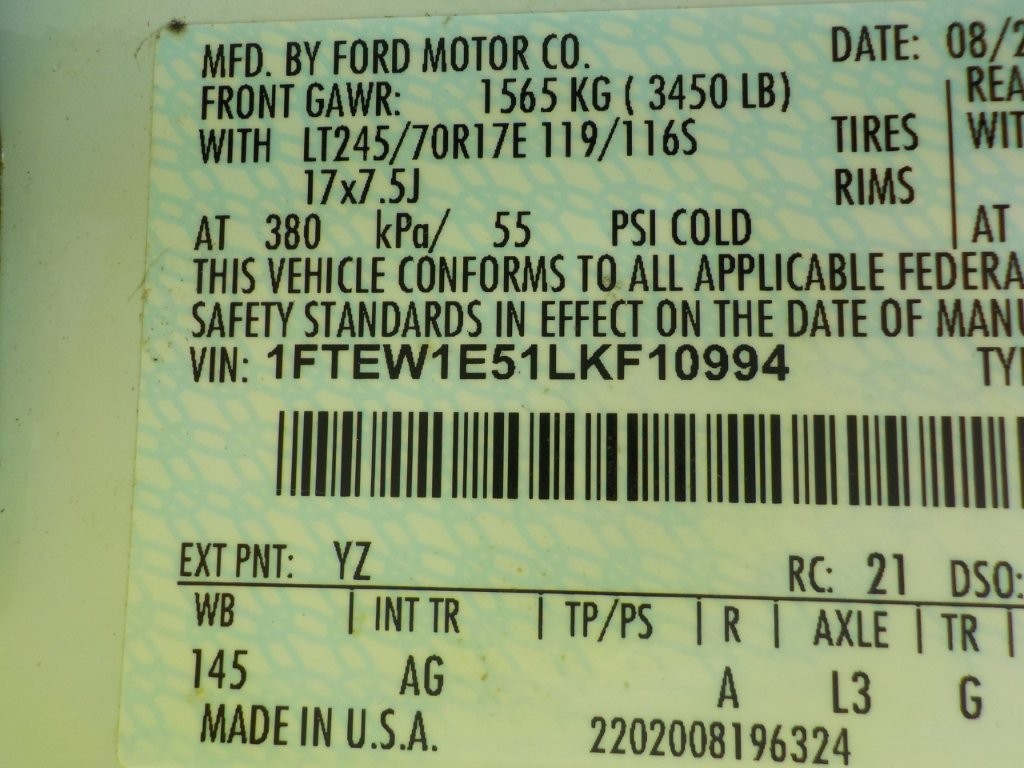 MFD. BY FORD MOTOR CO. DATE: 08/2
FRONT GAWR: 1565 KG ( 3450 LB) REA
WITH LT245/70R17E 119/116S TIRES WIT
17x7.5J RIMS
AT 380 kPa/ 55 PSI COLD AT
THIS VEHICLE CONFORMS TO ALL APPLICABLE FEDERA
SAFETY STANDARDS IN EFFECT ON THE DATE OF MANU
VIN: 1FTEW1E51LKF10994 TYP
EXT PNT: YZ RC: 21 DSO:
WB | INT TR | TP/PS | R | AXLE | TR |
145 AG A L3 G
MADE IN U.S.A. 2202008196324